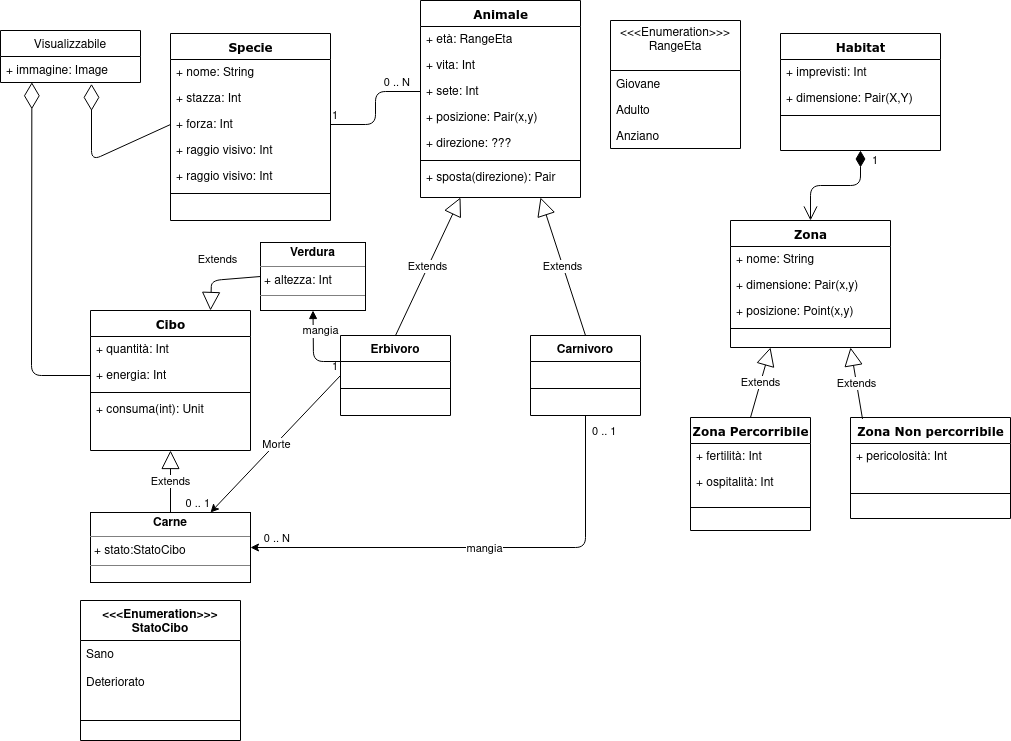 Visualizzabile
+ immagine: Image
Specie
+ nome: String
+ stazza: Int
+ forza: Int
+ raggio visivo: Int
+ raggio visivo: Int
1
0 .. N
Animale
+ età: RangeEta
+ vita: Int
+ sete: Int
+ posizione: Pair(x,y)
+ direzione: ???
+ sposta(direzione): Pair
<<<Enumeration>>>
RangeEta
Giovane
Adulto
Anziano
Habitat
+ imprevisti: Int
+ dimensione: Pair(X,Y)
1
Zona
+ nome: String
+ dimensione: Pair(x,y)
+ posizione: Point(x,y)
Extends
Extends
Zona Percorribile
+ fertilità: Int
+ ospitalità: Int
Zona Non percorribile
+ pericolosità: Int
Extends
Verdura
+ altezza: Int
Extends
Extends
mangia
1
Cibo
+ quantità: Int
+ energia: Int
+ consuma(int): Unit
Erbivoro
Carnivoro
0 .. 1
Morte
Extends
0 .. 1
Carne
+ stato:StatoCibo
0 .. N
mangia
<<<Enumeration>>>
StatoCibo
Sano
Deteriorato